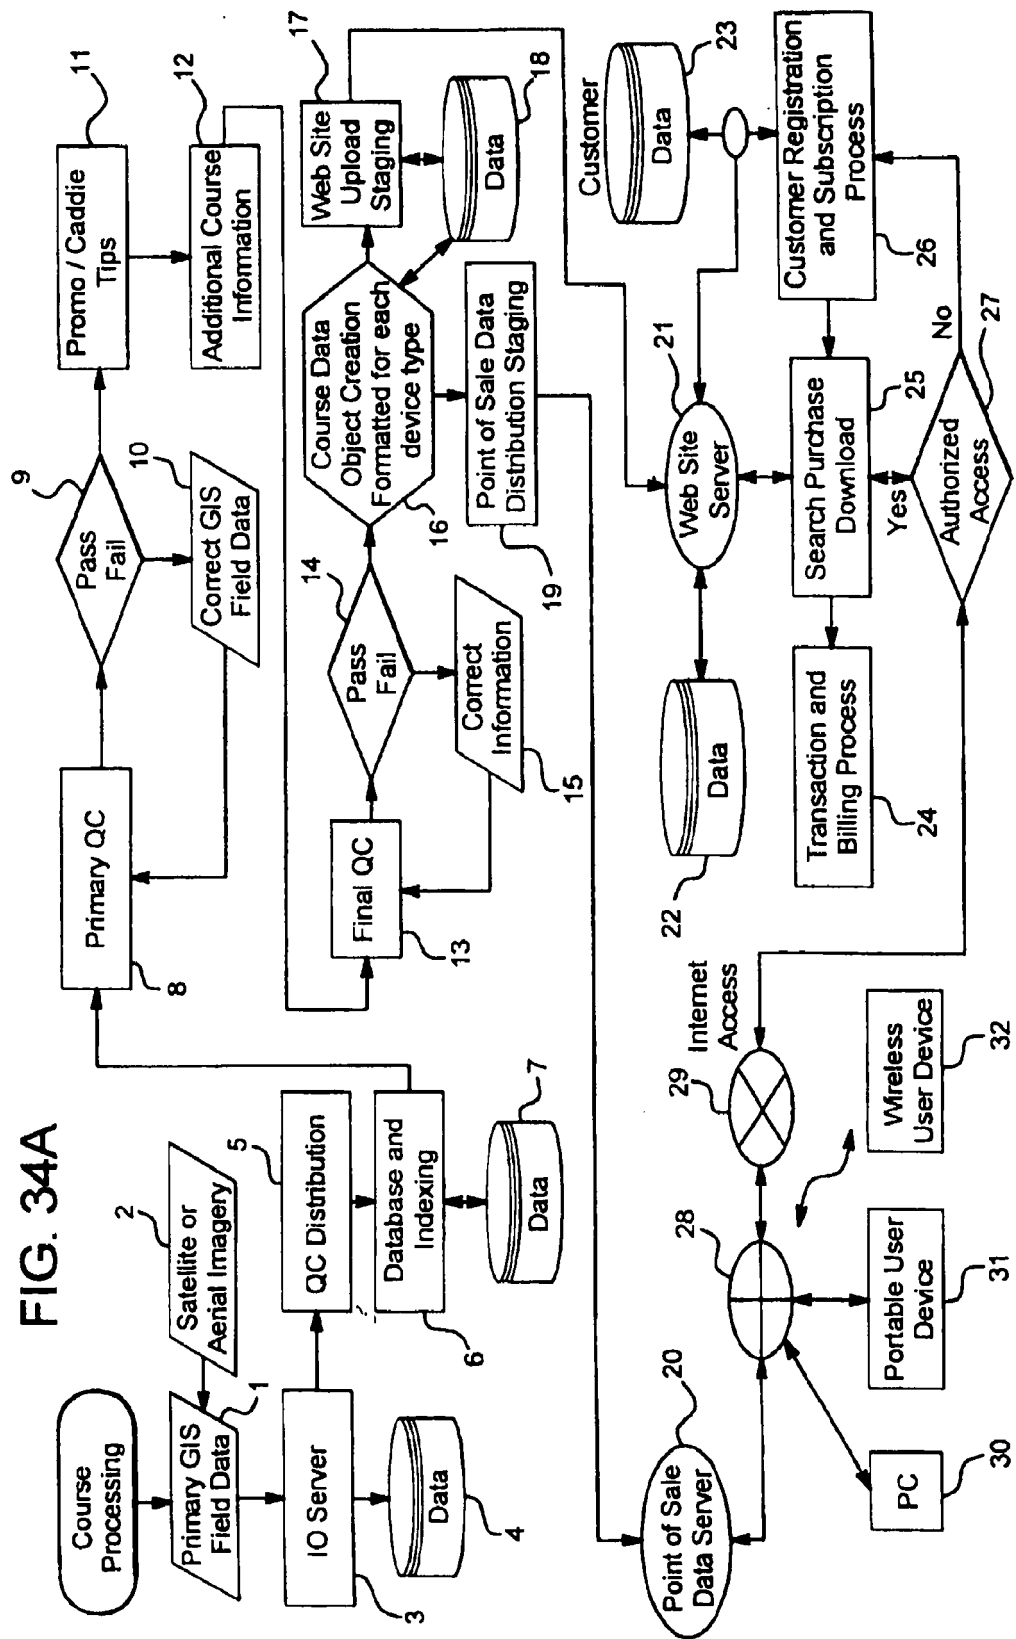 FIG. 34A
Course
Processing
Primary GIS
Field Data
1
Satellite or
Aerial Imagery
2
IO Server
3
Data
4
QC Distribution
5
Database and
Indexing
6
Data
7
Primary QC
8
Pass
Fail
9
Correct GIS
Field Data
10
Promo / Caddie
Tips
11
Additional Course
Information
12
Final QC
13
Pass
Fail
14
Correct
Information
15
Course Data
Object Creation
Formatted for each
device type
16
Web Site
Upload
Staging
17
Data
18
Point of Sale Data
Distribution Staging
19
Point of Sale
Data Server
20
Web Site
Server
21
Data
22
Customer
Data
23
Transaction and
Billing Process
24
Search Purchase
Download
25
Customer Registration
and Subscription
Process
26
Authorized
Access
27
Yes
No
28
Internet
Access
29
PC
30
Portable User
Device
31
Wireless
User Device
32